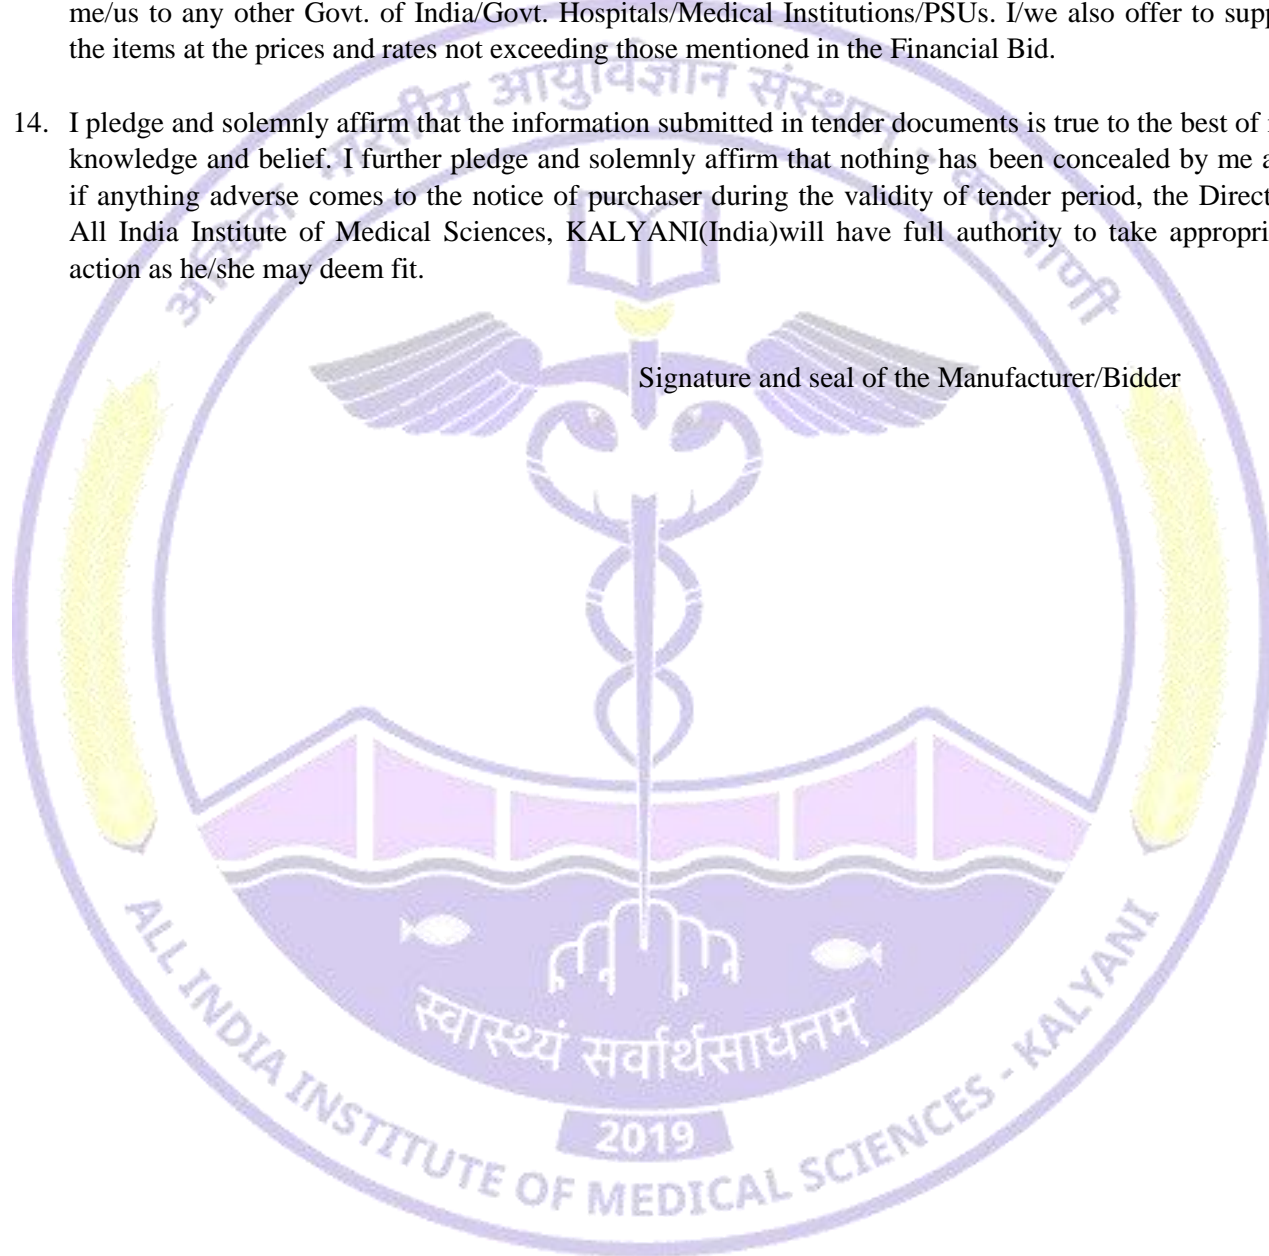 me/us to any other Govt. of India/Govt. Hospitals/Medical Institutions/PSUs. I/we also offer to
the items at the prices and rates not exceeding those mentioned in the Financial Bid.
14. I pledge and solemnly affirm that the information submitted in tender documents is true to the best of
knowledge and belief. I further pledge and solemnly affirm that nothing has been concealed by me
if anything adverse comes to the notice of purchaser during the validity of tender period, the
All India Institute of Medical Sciences, KALYANI(India)will have full authority to take
action as he/she may deem fit.
Signature and seal of the Manufacturer/Bidder
अखिल भारतीय आयुर्विज्ञान संस्थान - कल्याणी
स्वास्थ्यं सर्वार्थसाधनम्
2019
ALL INDIA INSTITUTE OF MEDICAL SCIENCES - KALYANI